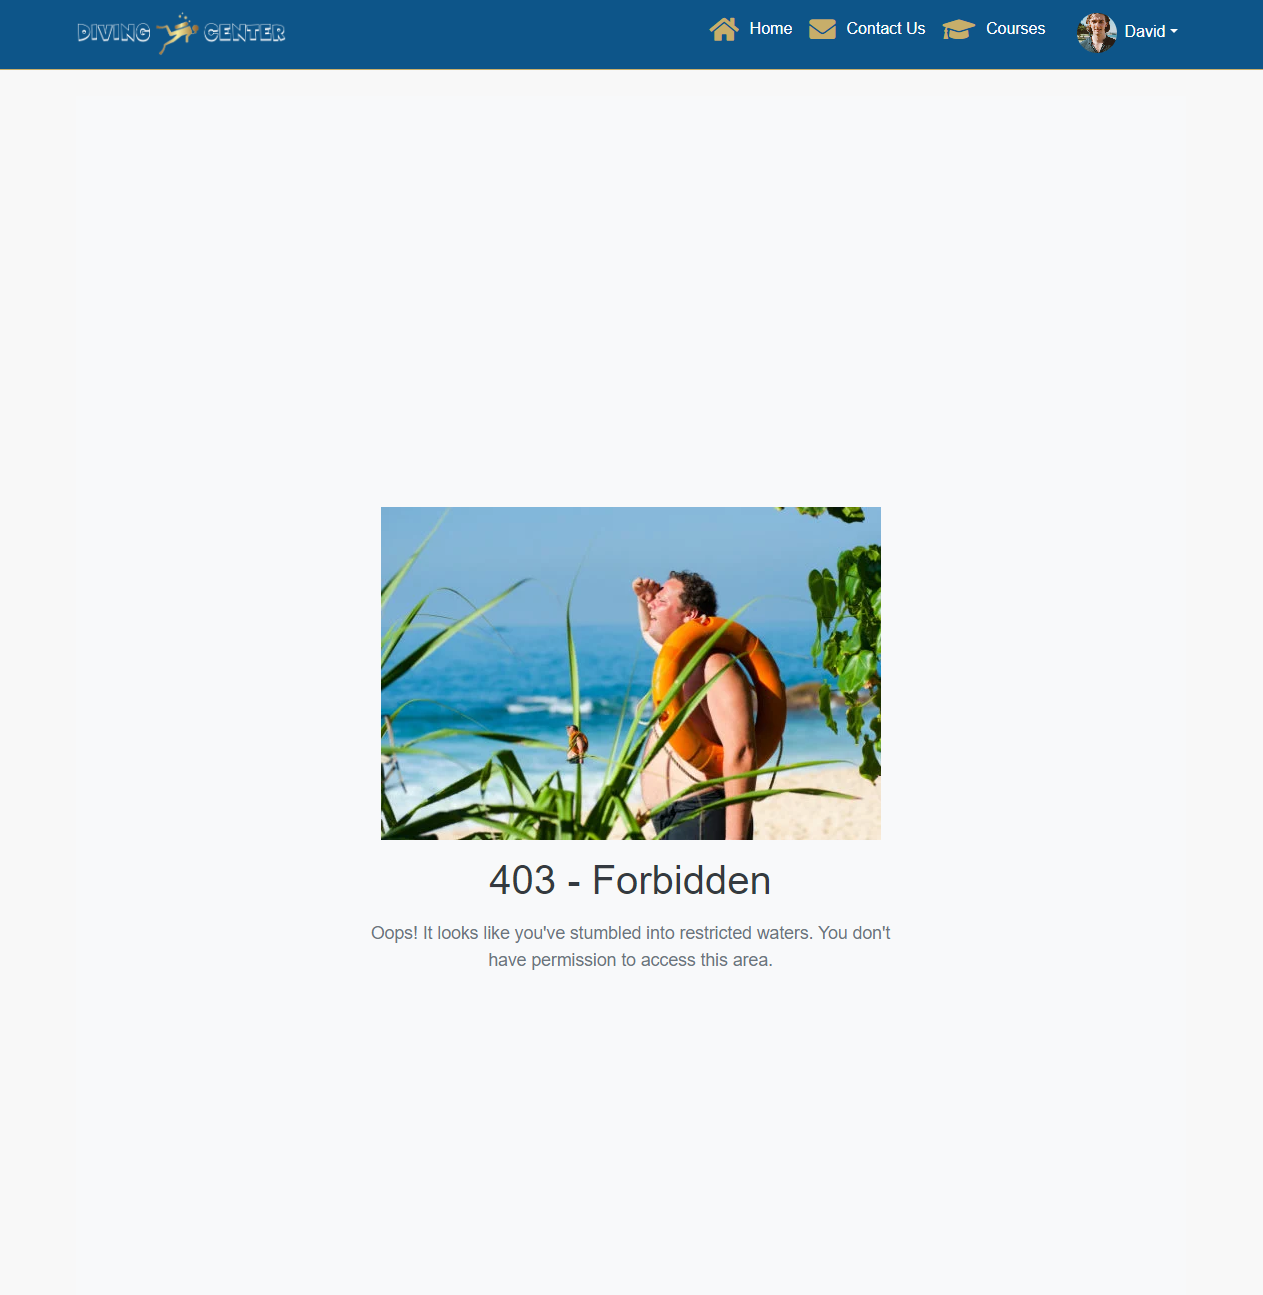 DIVING CENTER
Home
Contact Us
Courses
David
403 - Forbidden
Oops! It looks like you've stumbled into restricted waters. You don't
have permission to access this area.